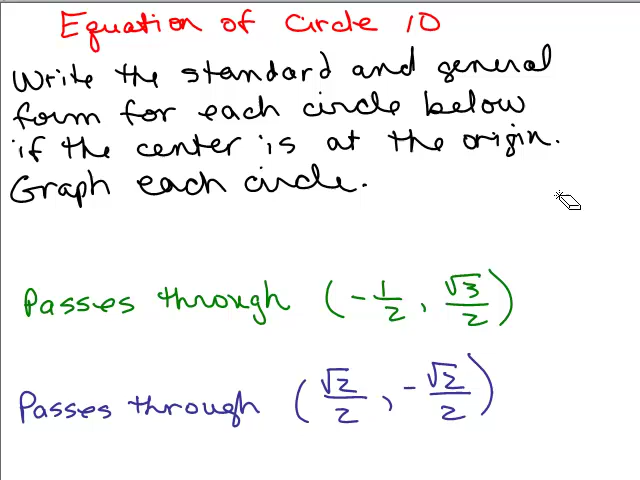 Equation of Circle 10
Write the standard and general
form for each circle below
if the center is at the origin.
Graph each circle.
Passes through (-1/2, √3/2)
Passes through (√2/2, -√2/2)